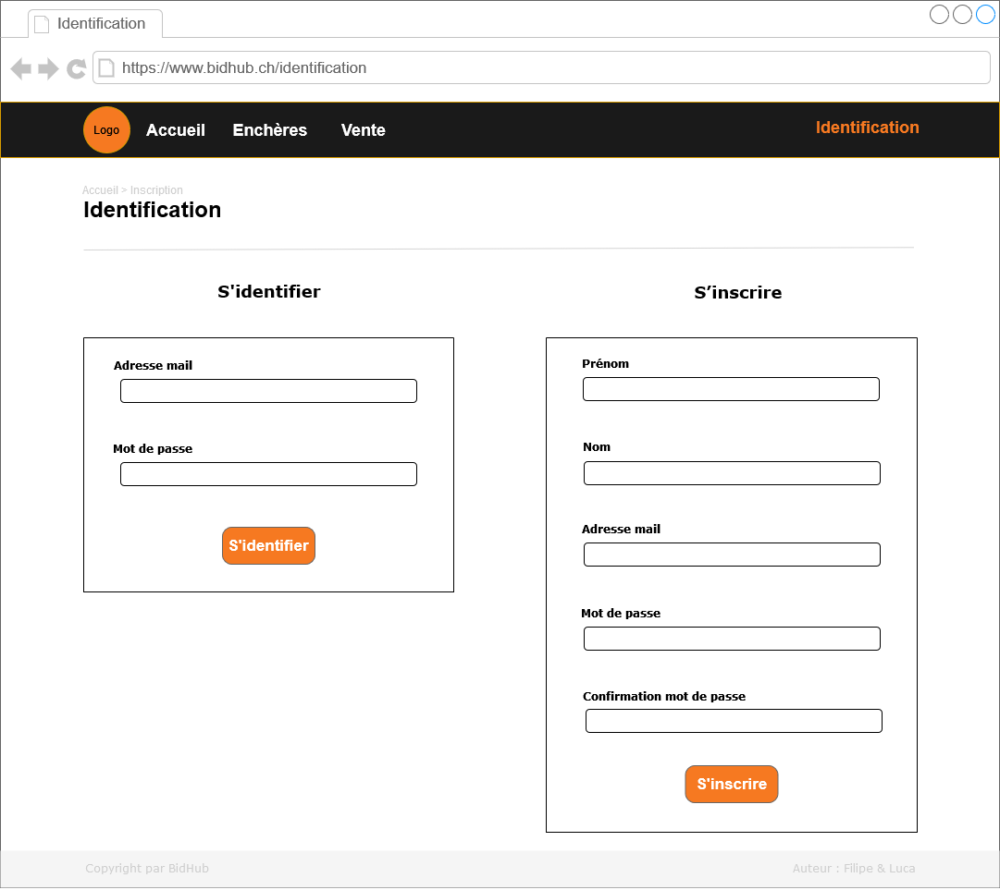 Identification
https://www.bidhub.ch/identification
Logo Accueil Enchères Vente Identification
Accueil > Inscription
Identification
S'identifier
Adresse mail
Mot de passe
S'identifier
S’inscrire
Prénom
Nom
Adresse mail
Mot de passe
Confirmation mot de passe
S'inscrire
Copyright par BidHub Auteur : Filipe & Luca